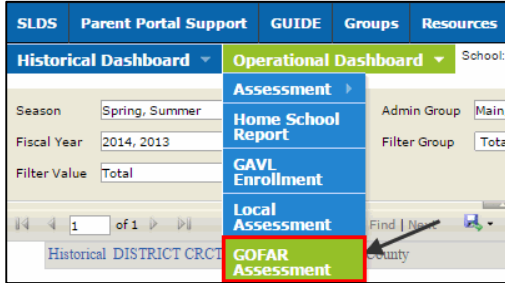 SLDS Parent Portal Support GUIDE Groups Resources
Historical Dashboard Operational Dashboard School:
Assessment
Season Spring, Summer Admin Group Main
Home School
Report
Fiscal Year 2014, 2013 Filter Group Tota
GAVL
Enrollment
Filter Value Total
Local
Assessment
1 of 1 Find | Next
Historical DISTRICT CRCT County
GOFAR
Assessment